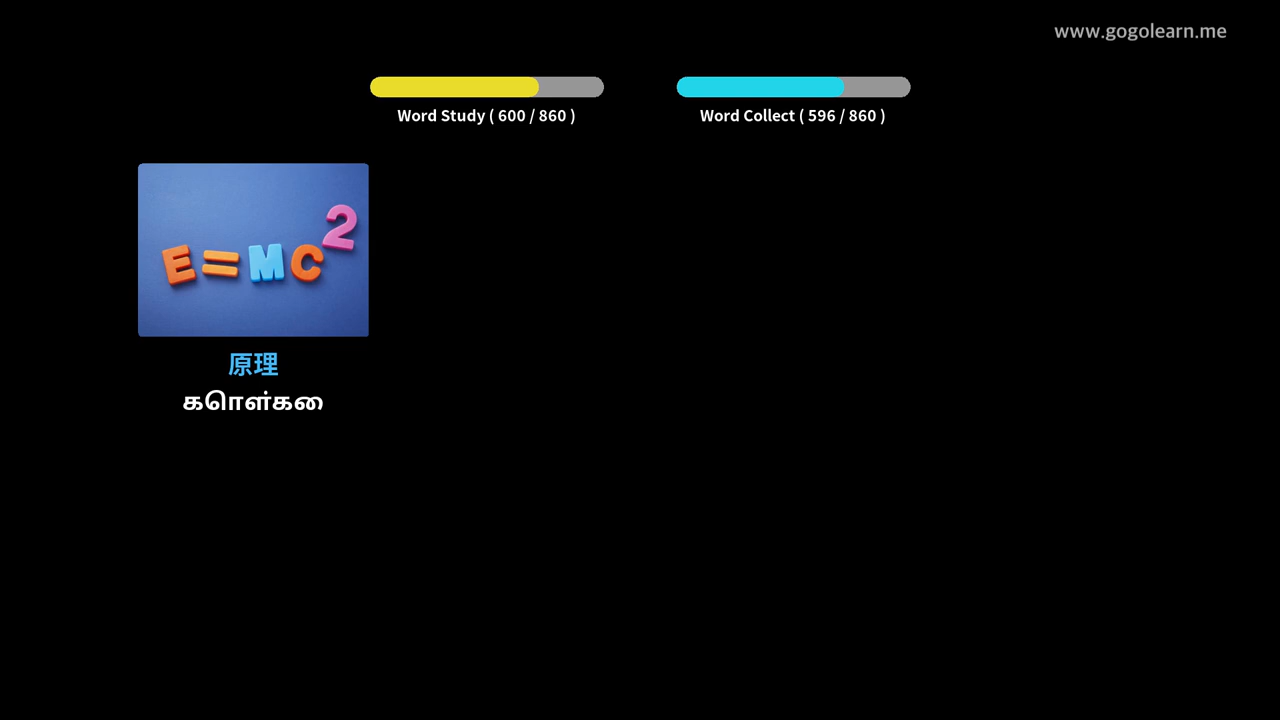 www.gogolearn.me
Word Study ( 600 / 860 )
Word Collect ( 596 / 860 )
E=MC²
原理
கொள்கை